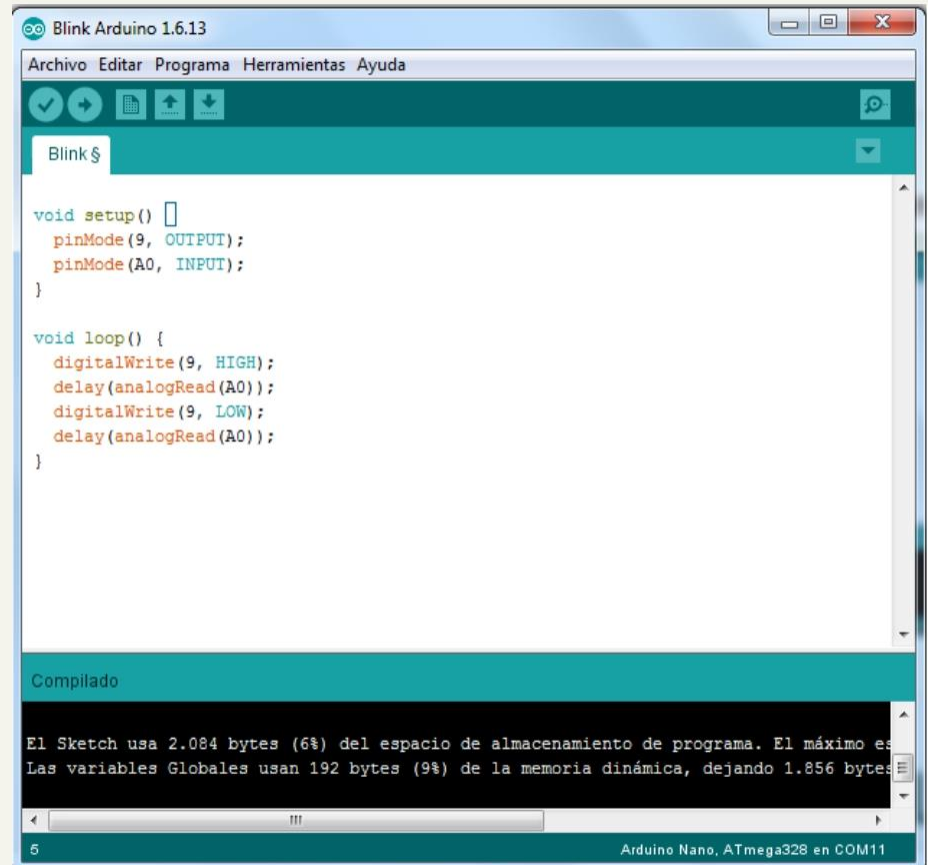 Blink Arduino 1.6.13
Archivo Editar Programa Herramientas Ayuda
Blink §
void setup()
pinMode(9, OUTPUT);
pinMode(A0, INPUT);
}
void loop() {
digitalWrite(9, HIGH);
delay(analogRead(A0));
digitalWrite(9, LOW);
delay(analogRead(A0));
}
Compilado
El Sketch usa 2.084 bytes (6%) del espacio de almacenamiento de programa. El máximo es
Las variables Globales usan 192 bytes (9%) de la memoria dinámica, dejando 1.856 bytes
5 Arduino Nano, ATmega328 en COM11